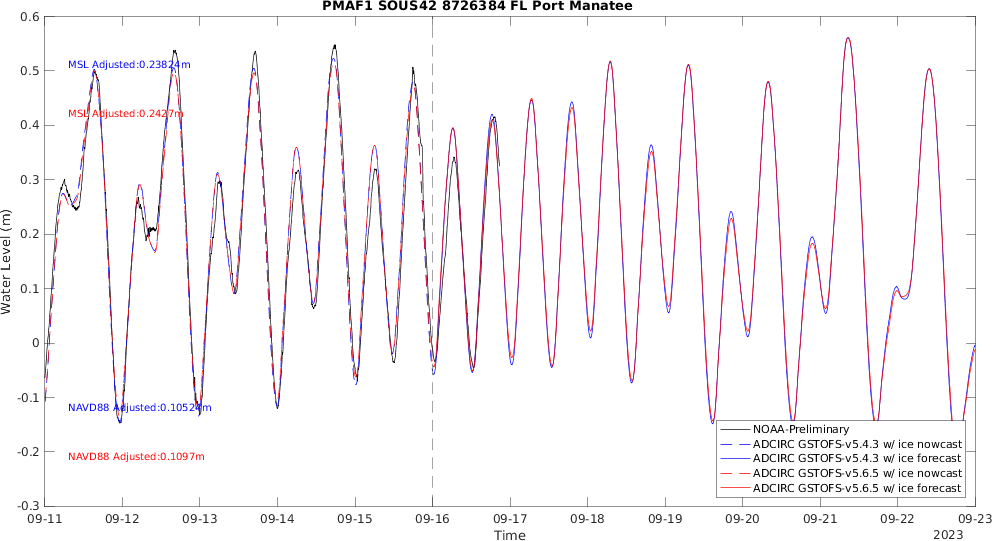 PMAF1 SOUS42 8726384 FL Port Manatee
0.6
0.5
0.4
0.3
0.2
0.1
0
-0.1
-0.2
-0.3
Water Level (m)
MSL Adjusted:0.23824m
MSL Adjusted:0.2427m
NAVD88 Adjusted:0.10524m
NAVD88 Adjusted:0.1097m
NOAA-Preliminary
ADCIRC GSTOFS-v5.4.3 w/ ice nowcast
ADCIRC GSTOFS-v5.4.3 w/ ice forecast
ADCIRC GSTOFS-v5.6.5 w/ ice nowcast
ADCIRC GSTOFS-v5.6.5 w/ ice forecast
09-11 09-12 09-13 09-14 09-15 09-16 09-17 09-18 09-19 09-20 09-21 09-22 09-23
Time
2023